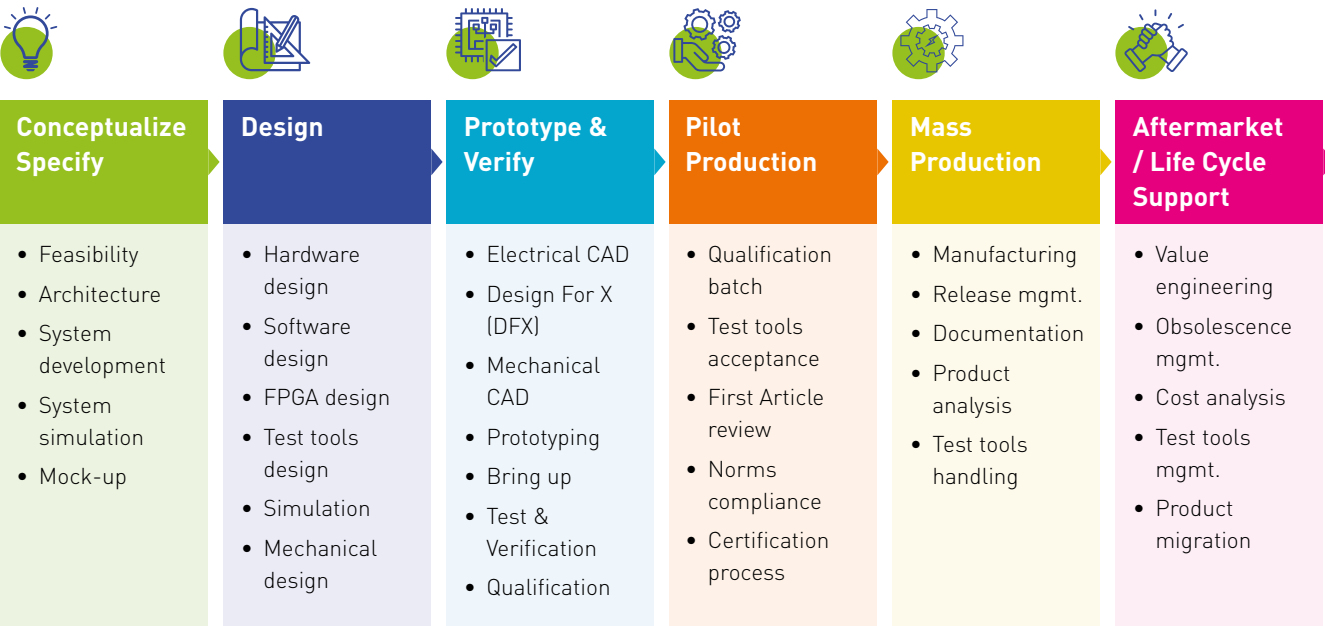 Conceptualize
Specify
• Feasibility
• Architecture
• System
development
• System
simulation
• Mock-up
Design
• Hardware
design
• Software
design
• FPGA design
• Test tools
design
• Simulation
• Mechanical
design
Prototype &
Verify
• Electrical CAD
• Design For X
(DFX)
• Mechanical
CAD
• Prototyping
• Bring up
• Test &
Verification
• Qualification
Pilot
Production
• Qualification
batch
• Test tools
acceptance
• First Article
review
• Norms
compliance
• Certification
process
Mass
Production
• Manufacturing
• Release mgmt.
• Documentation
• Product
analysis
• Test tools
handling
Aftermarket
/ Life Cycle
Support
• Value
engineering
• Obsolescence
mgmt.
• Cost analysis
• Test tools
mgmt.
• Product
migration